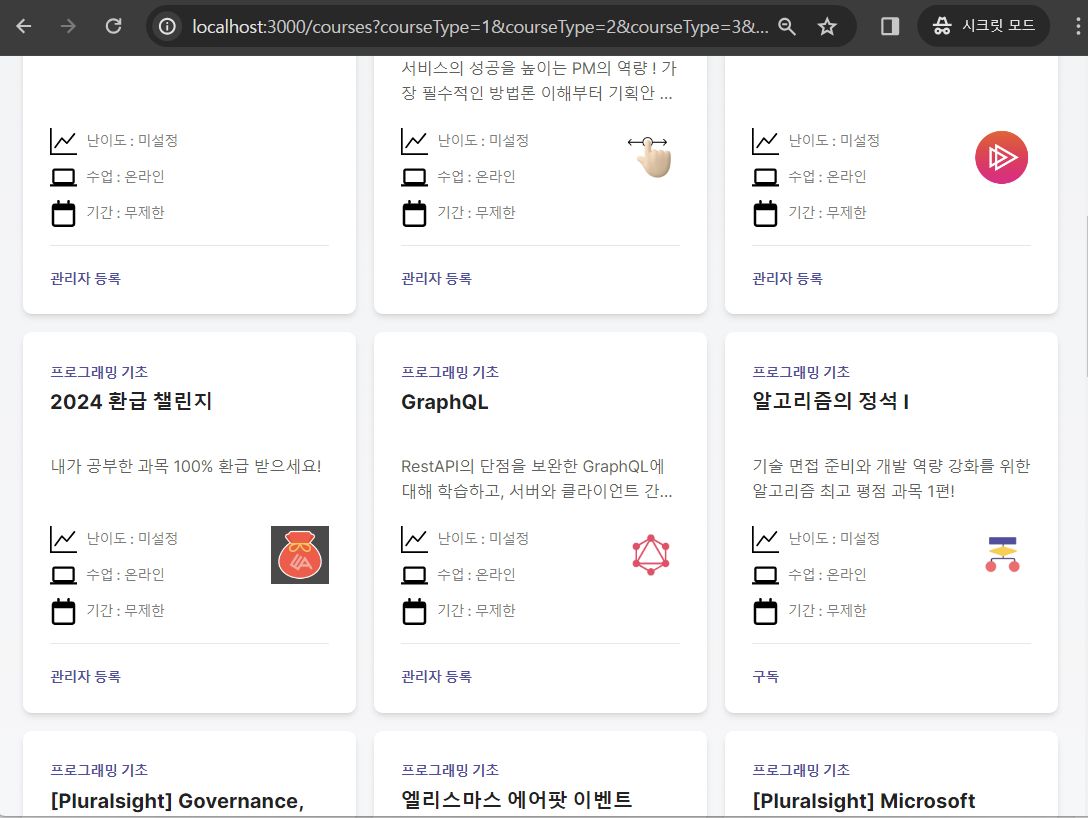 localhost:3000/courses?courseType=1&courseType=2&courseType=3&...
시크릿 모드
서비스의 성공을 높이는 PM의 역량 ! 가
장 필수적인 방법론 이해부터 기획안 ...
난이도 : 미설정
수업 : 온라인
기간 : 무제한
관리자 등록
난이도 : 미설정
수업 : 온라인
기간 : 무제한
관리자 등록
난이도 : 미설정
수업 : 온라인
기간 : 무제한
관리자 등록
프로그래밍 기초
2024 환급 챌린지
내가 공부한 과목 100% 환급 받으세요!
난이도 : 미설정
수업 : 온라인
기간 : 무제한
관리자 등록
프로그래밍 기초
GraphQL
RestAPI의 단점을 보완한 GraphQL에
대해 학습하고, 서버와 클라이언트 간...
난이도 : 미설정
수업 : 온라인
기간 : 무제한
관리자 등록
프로그래밍 기초
알고리즘의 정석 I
기술 면접 준비와 개발 역량 강화를 위한
알고리즘 최고 평점 과목 1편!
난이도 : 미설정
수업 : 온라인
기간 : 무제한
구독
프로그래밍 기초
[Pluralsight] Governance,
프로그래밍 기초
엘리스마스 에어팟 이벤트
프로그래밍 기초
[Pluralsight] Microsoft